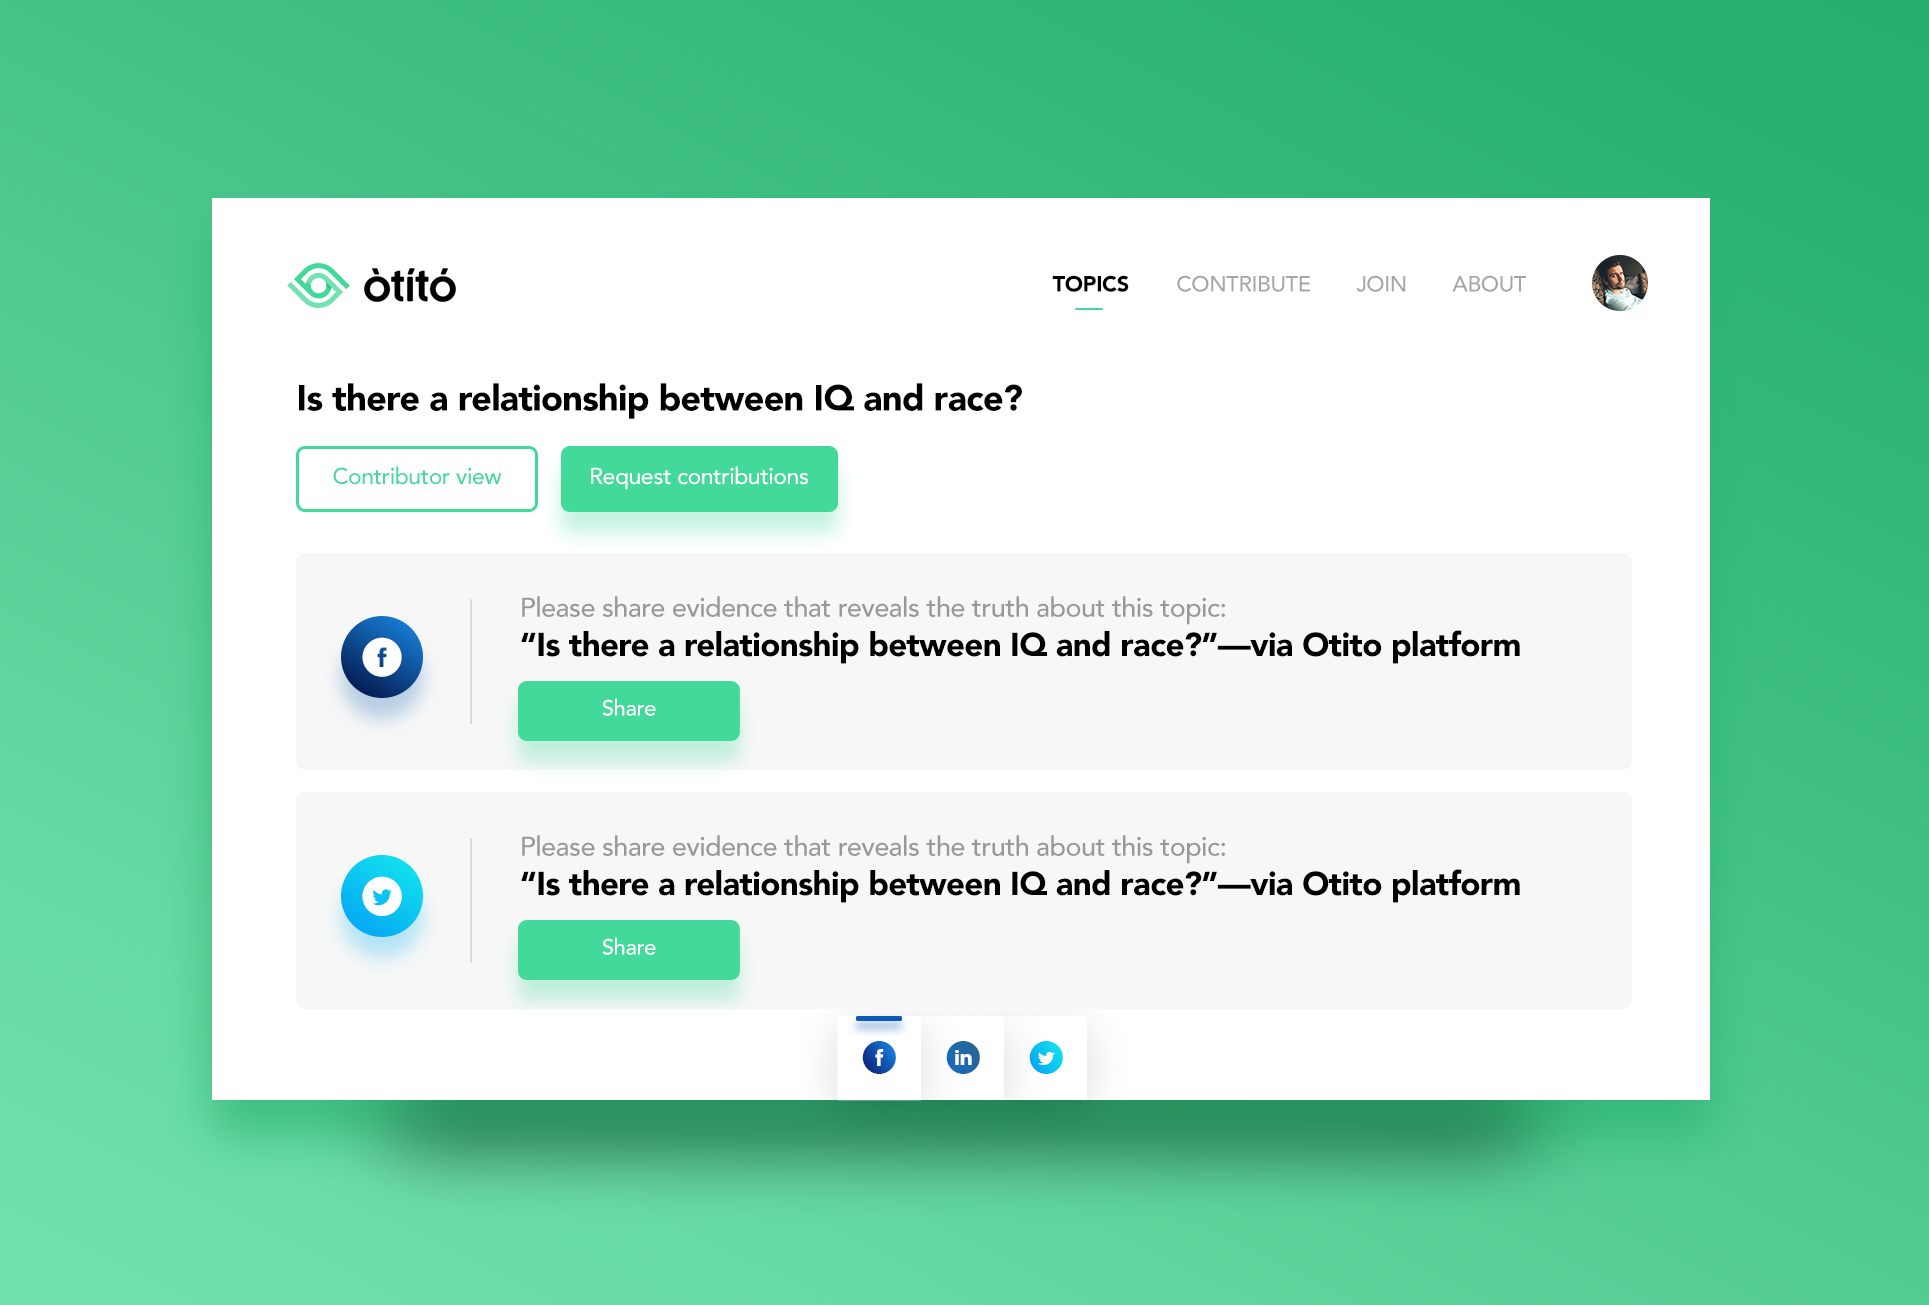 òtító
TOPICS CONTRIBUTE JOIN ABOUT
Is there a relationship between IQ and race?
Contributor view Request contributions
Please share evidence that reveals the truth about this topic:
”Is there a relationship between IQ and race?”—via Otito platform
Share
Please share evidence that reveals the truth about this topic:
”Is there a relationship between IQ and race?”—via Otito platform
Share
f in